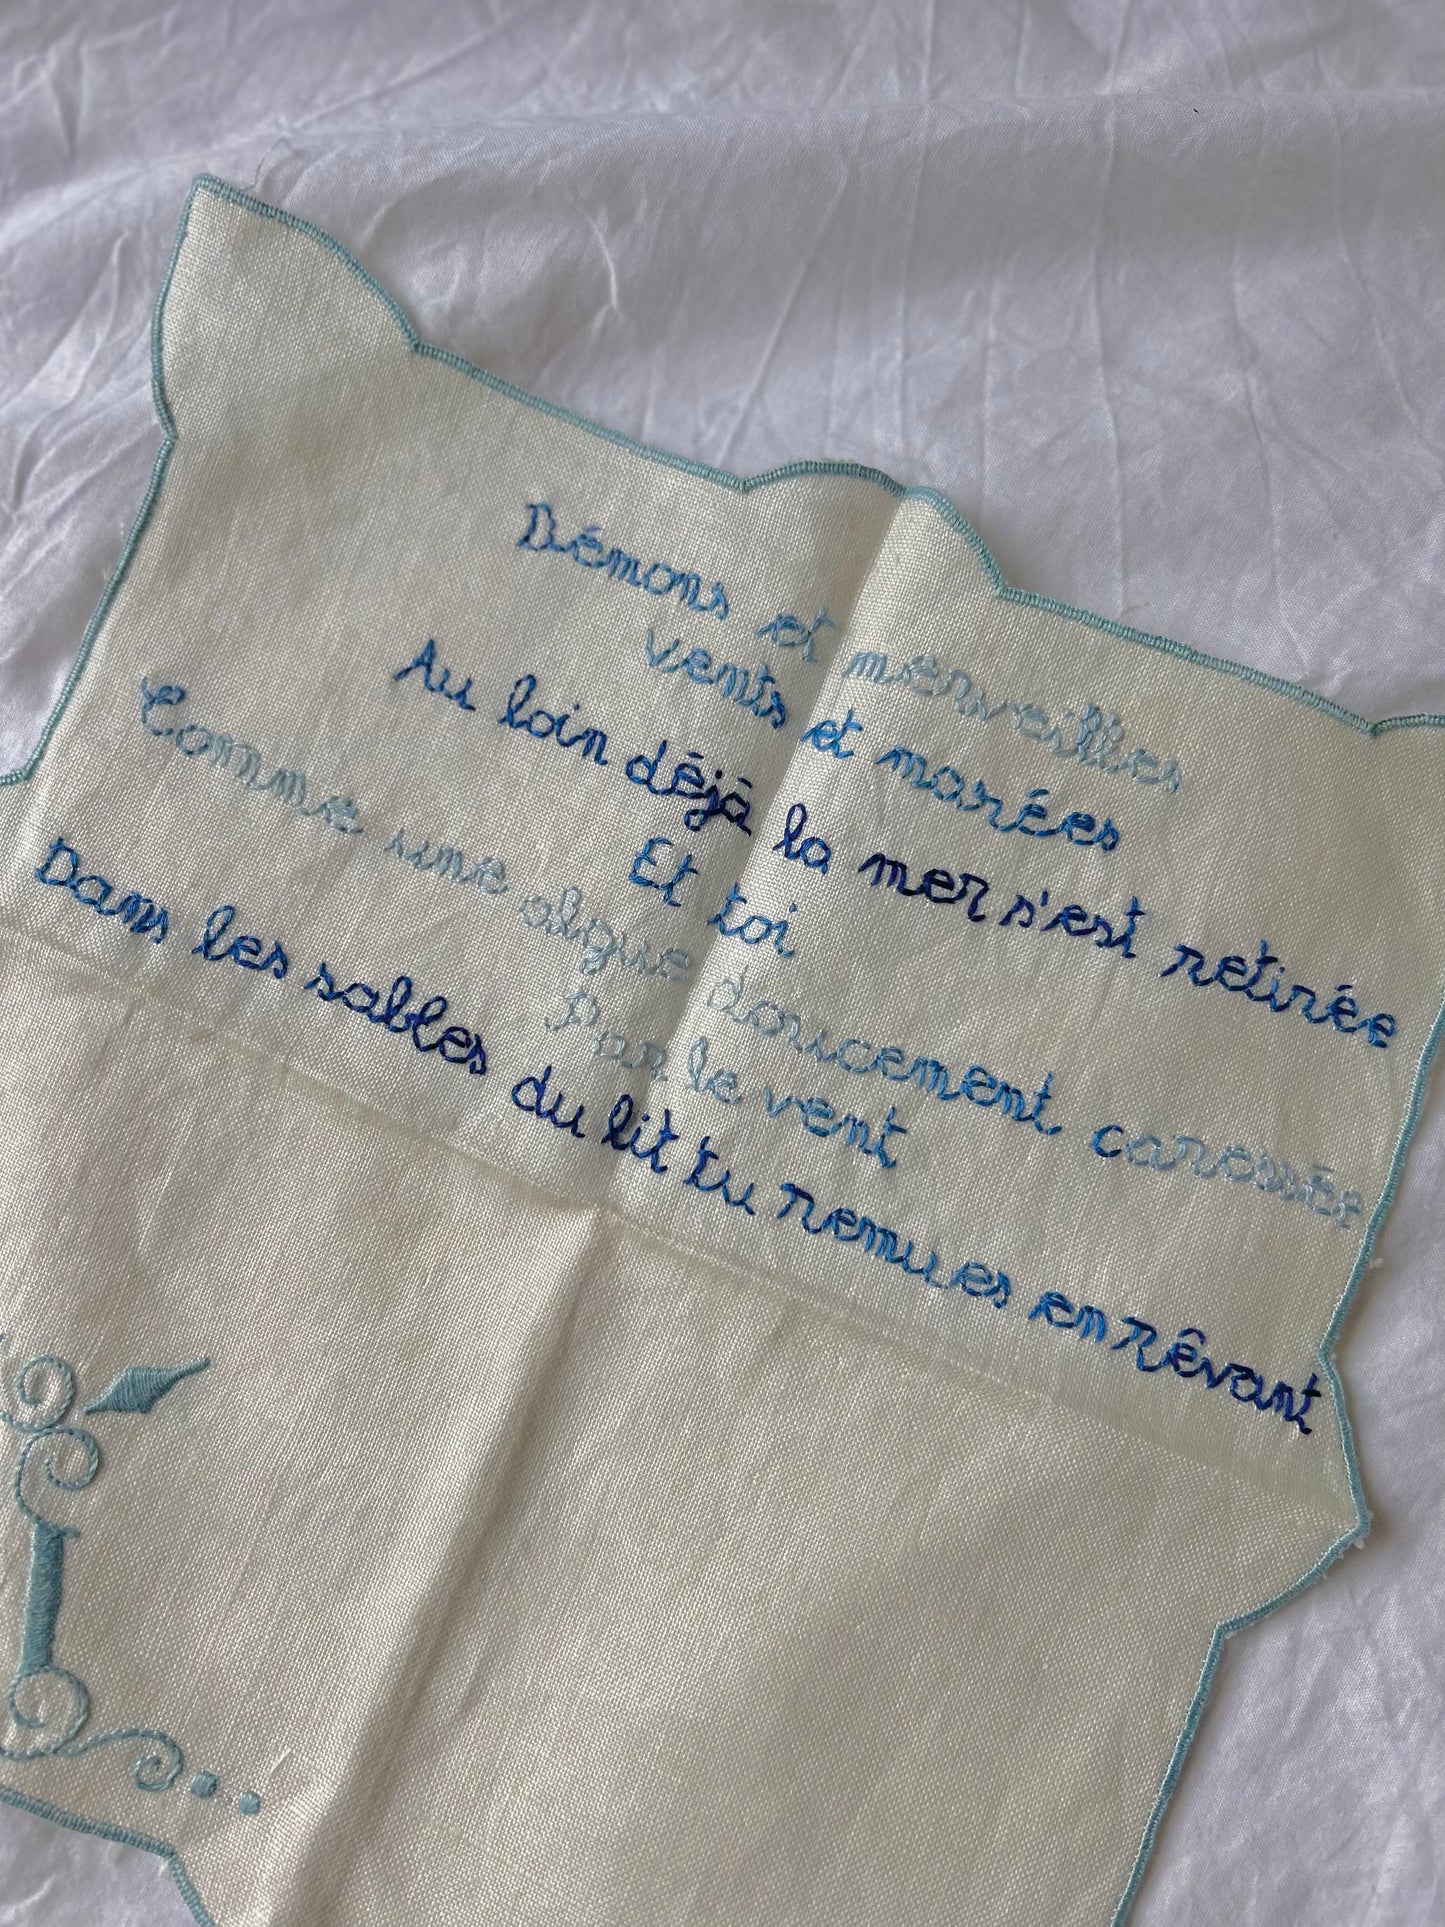 Démons et merveilles
vents et marées
Au loin déjà la mer s'est retirée
Et toi
Comme une algue doucement caressée
Par le vent
Dans les sables du lit tu remues en rêvant